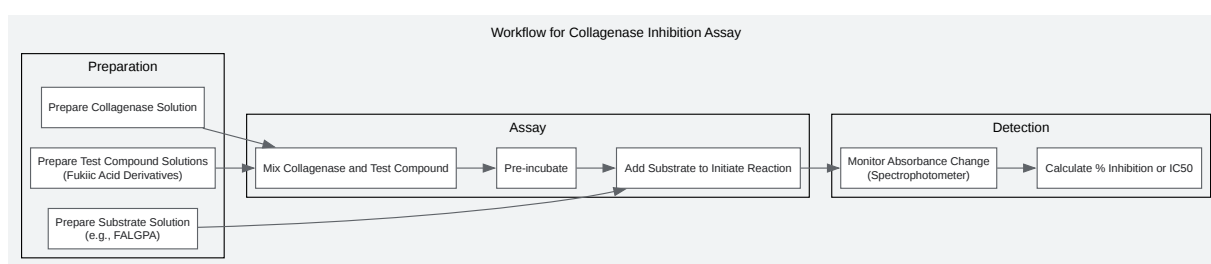 Workflow for Collagenase Inhibition Assay
Preparation
Prepare Collagenase Solution
Prepare Test Compound Solutions
(Fukiic Acid Derivatives)
Prepare Substrate Solution
(e.g., FALGPA)
Assay
Mix Collagenase and Test Compound
Pre-incubate
Add Substrate to Initiate Reaction
Detection
Monitor Absorbance Change
(Spectrophotometer)
Calculate % Inhibition or IC50